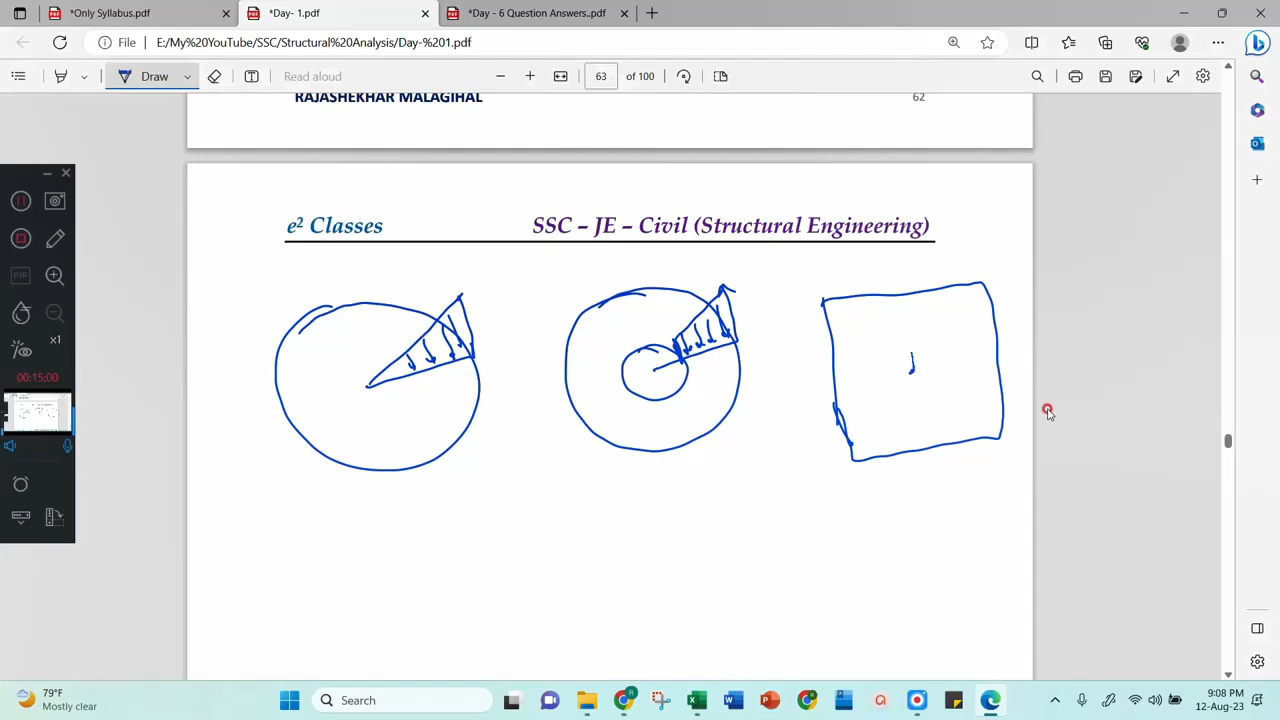 *Only Syllabus.pdf
*Day- 1.pdf
*Day - 6 Question Answers..pdf
File
E:/My%20YouTube/SSC/Structural%20Analysis/Day-%201.pdf
Draw
Read aloud
63 of 100
RAJASHEKHAR MALAGIHAL
62
e² Classes
SSC – JE – Civil (Structural Engineering)
PIP
x1
00:15:00
79°F
Mostly clear
Search
9:08 PM
12-Aug-23